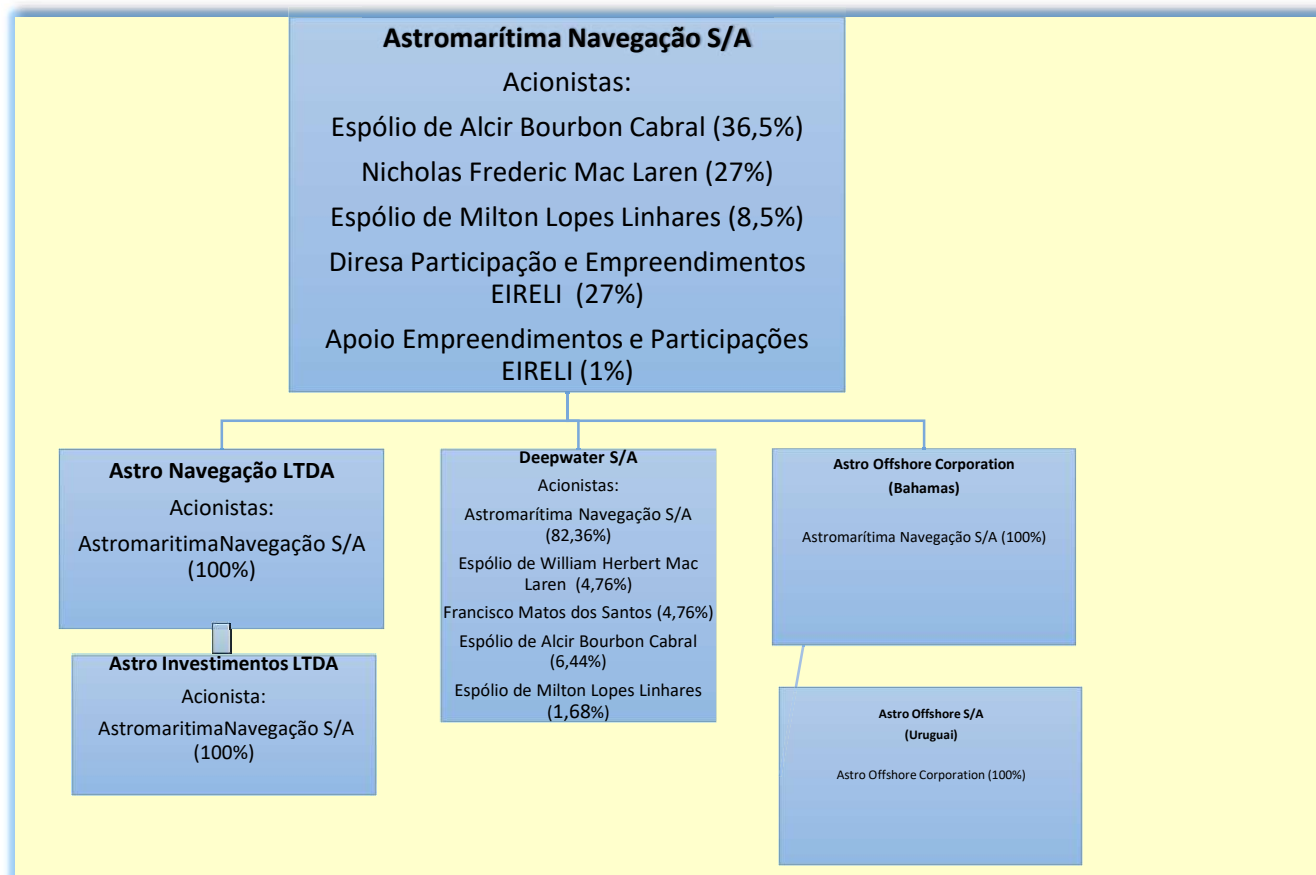 Astromarítima Navegação S/A
Acionistas:
Espólio de Alcir Bourbon Cabral (36,5%)
Nicholas Frederic Mac Laren (27%)
Espólio de Milton Lopes Linhares (8,5%)
Diresa Participação e Empreendimentos
EIRELI (27%)
Apoio Empreendimentos e Participações
EIRELI (1%)
Astro Navegação LTDA
Acionistas:
AstromaritimaNavegação S/A
(100%)
Astro Investimentos LTDA
Acionista:
AstromaritimaNavegação S/A
(100%)
Deepwater S/A
Acionistas:
Astromarítima Navegação S/A
(82,36%)
Espólio de William Herbert Mac
Laren (4,76%)
Francisco Matos dos Santos (4,76%)
Espólio de Alcir Bourbon Cabral
(6,44%)
Espólio de Milton Lopes Linhares
(1,68%)
Astro Offshore Corporation
(Bahamas)
Astromarítima Navegação S/A (100%)
Astro Offshore S/A
(Uruguai)
Astro Offshore Corporation (100%)